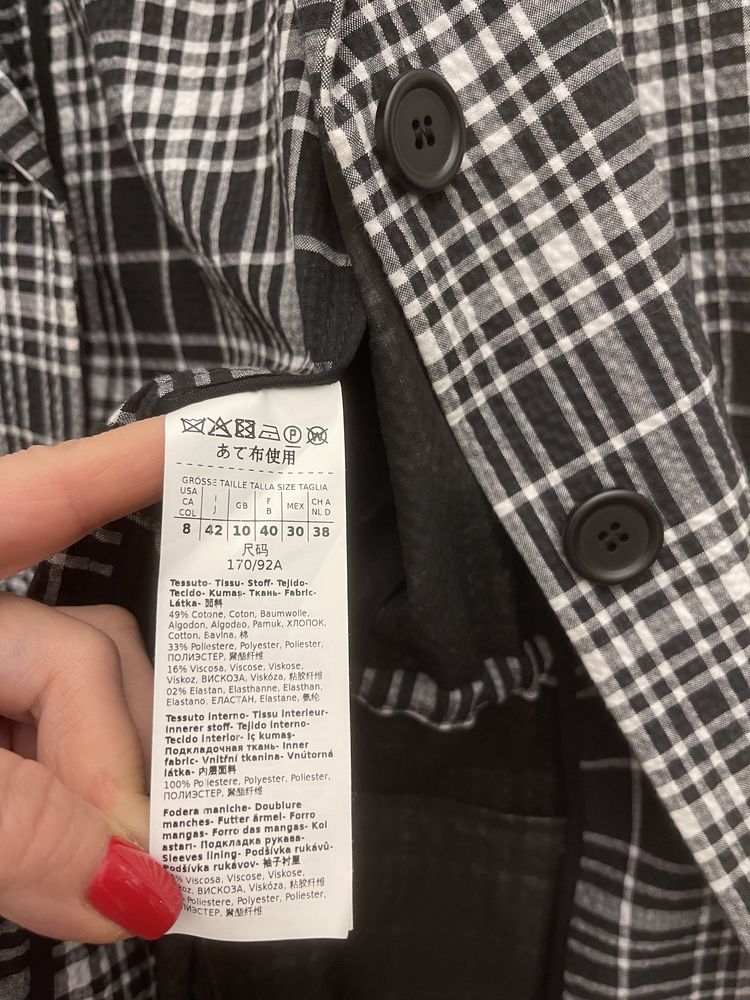 P W
あて布使用
GRÖSSE TAILLE TALLA SIZE TAGLIA
USA CA COL I J GB F B MEX CH A NL D
8 42 10 40 30 38
尺码
170/92A
Tessuto- Tissu- Stoff- Tejido-
Tecido- Kumaş- Ткань- Fabric-
Látka- 面料
49% Cotone, Coton, Baumwolle,
Algodon, Algodao, Pamuk, ХЛОПОК,
Cotton, Bavlna, 棉
33% Poliestere, Polyester, Poliester,
ПОЛИЭСТЕР, 聚酯纤维
16% Viscosa, Viscose, Viskose,
Viskoz, ВИСКОЗА, Viskóza, 粘胶纤维
02% Elastan, Elasthanne, Elasthan,
Elastano, ЕЛАСТАН, Elastane, 氨纶
Tessuto interno- Tissu interieur-
Innerer stoff- Tejido interno-
Tecido interior- Iç kumaş-
Подкладочная ткань- Inner
fabric- Vnitřní tkanina- Vnútorná
látka- 内层面料
100% Poliestere, Polyester, Poliester,
ПОЛИЭСТЕР, 聚酯纤维
Fodera maniche- Doublure
manches- Futter ärmel- Forro
mangas- Forro das mangas- Kol
astari- Подкладка рукава-
Sleeves lining- Podšívka rukávů-
Podšívka rukávov- 袖子衬里
% Viscosa, Viscose, Viskose,
ВИСКОЗА, Viskóza, 粘胶纤维
Poliestere, Polyester, Poliester,
聚酯纤维